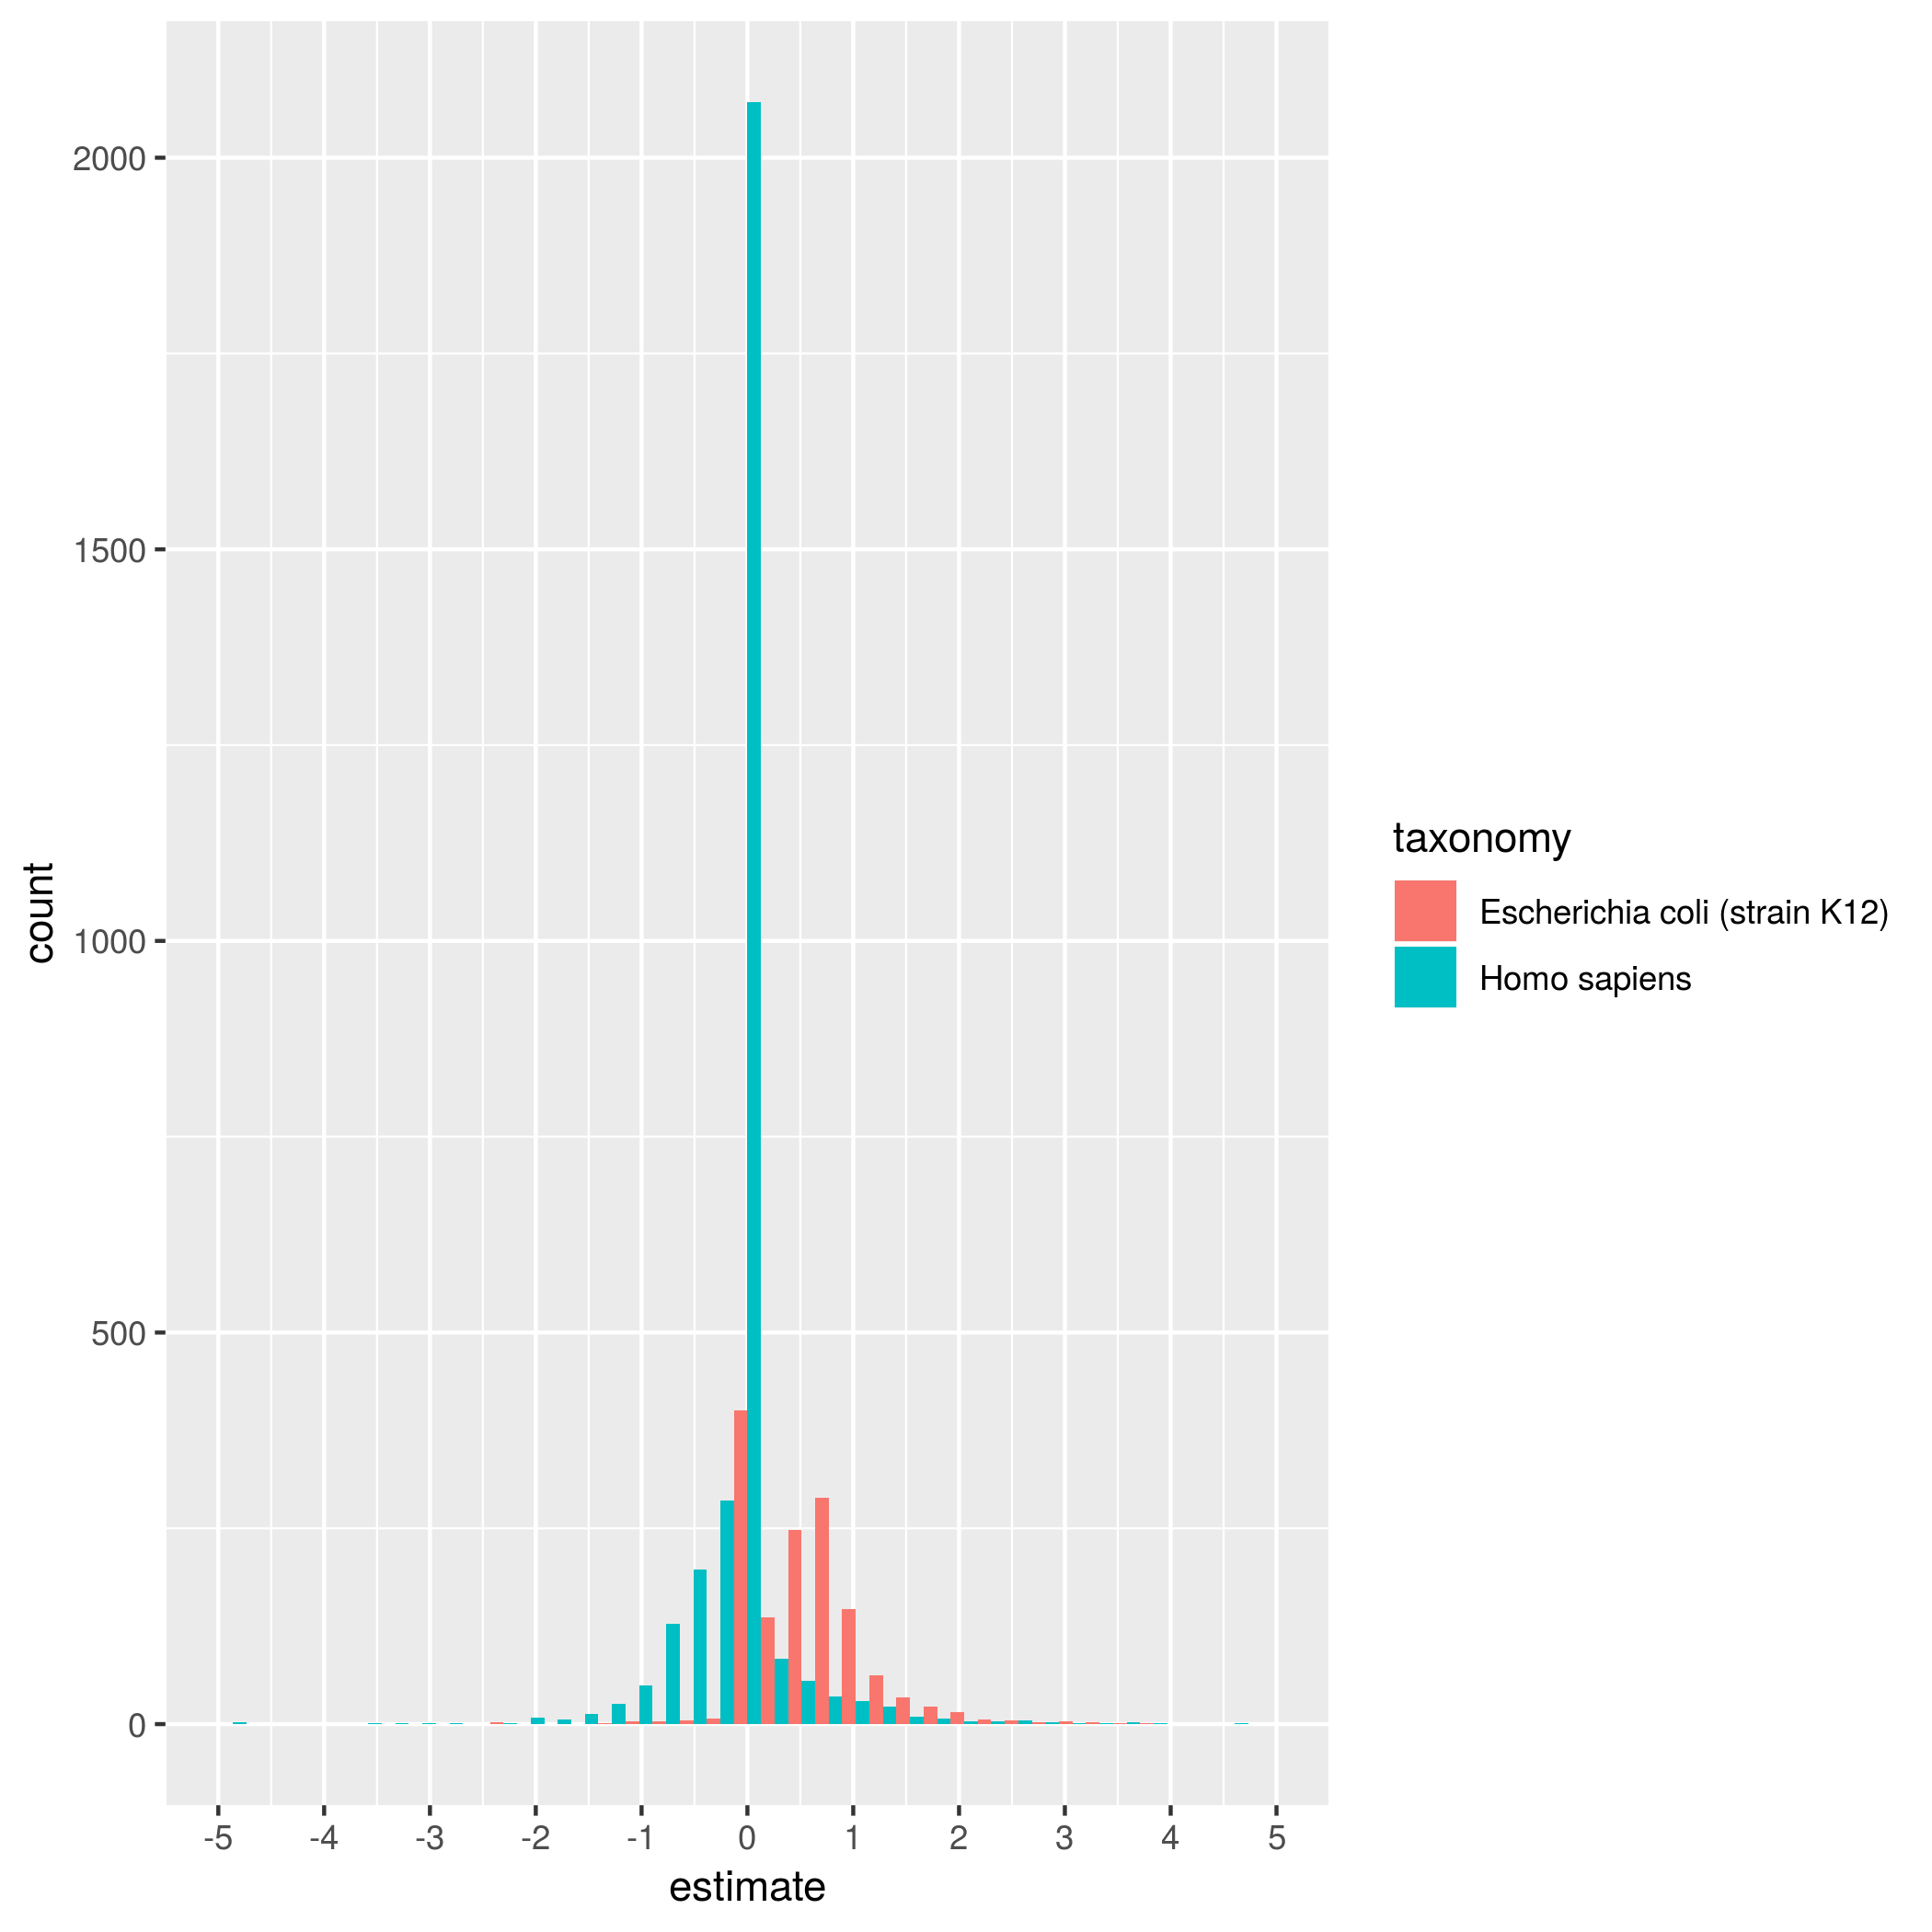 2000
1500
1000
500
0
count
-5 -4 -3 -2 -1 0 1 2 3 4 5
estimate
taxonomy
Escherichia coli (strain K12)
Homo sapiens